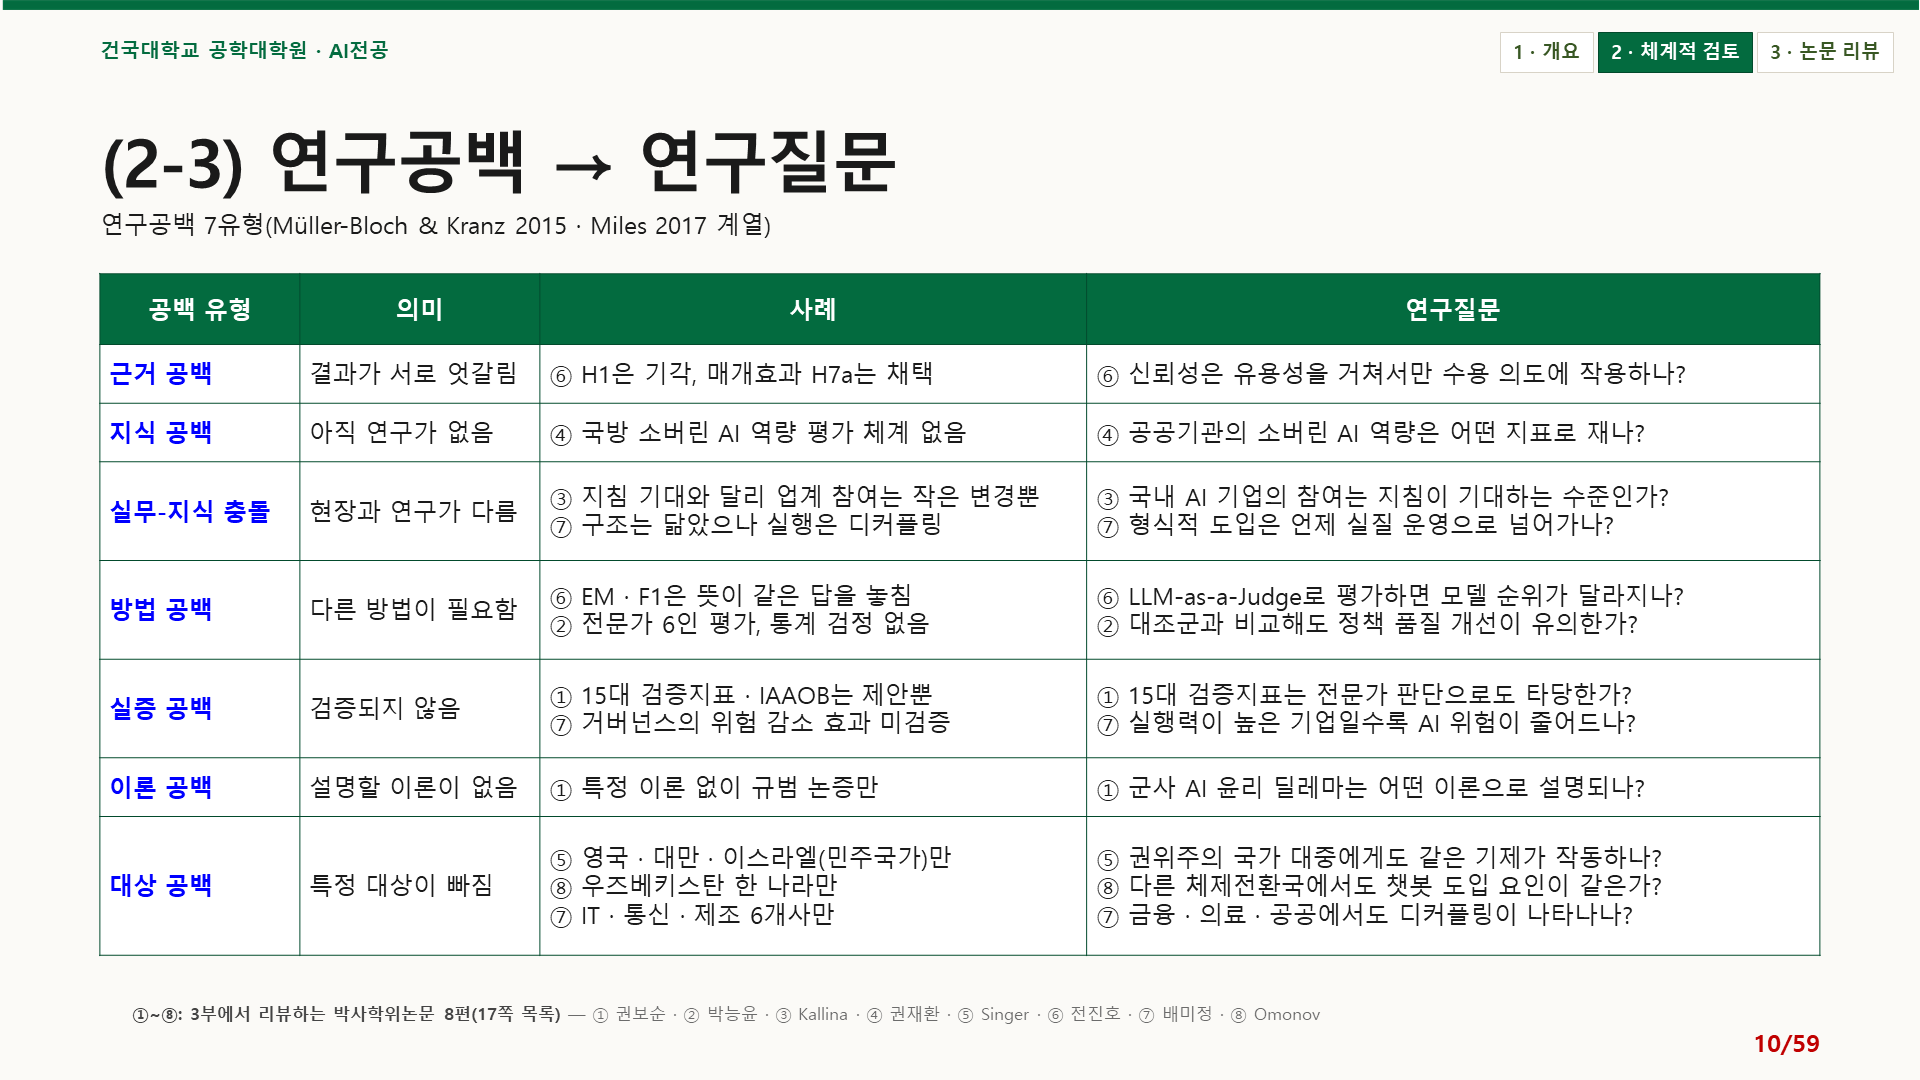 건국대학교 공학대학원 · AI전공
1 · 개요
2 · 체계적 검토
3 · 논문 리뷰
(2-3) 연구공백 → 연구질문
연구공백 7유형(Müller-Bloch & Kranz 2015 · Miles 2017 계열)
공백 유형 의미 사례 연구질문
근거 공백 결과가 서로 엇갈림 ⑥ H1은 기각, 매개효과 H7a는 채택 ⑥ 신뢰성은 유용성을 거쳐서만 수용 의도에 작용하나?
지식 공백 아직 연구가 없음 ④ 국방 소버린 AI 역량 평가 체계 없음 ④ 공공기관의 소버린 AI 역량은 어떤 지표로 재나?
실무-지식 충돌 현장과 연구가 다름
③ 지침 기대와 달리 업계 참여는 작은 변경뿐
⑦ 구조는 닮았으나 실행은 디커플링
③ 국내 AI 기업의 참여는 지침이 기대하는 수준인가?
⑦ 형식적 도입은 언제 실질 운영으로 넘어가나?
방법 공백 다른 방법이 필요함
⑥ EM · F1은 뜻이 같은 답을 놓침
② 전문가 6인 평가, 통계 검정 없음
⑥ LLM-as-a-Judge로 평가하면 모델 순위가 달라지나?
② 대조군과 비교해도 정책 품질 개선이 유의한가?
실증 공백 검증되지 않음
① 15대 검증지표 · IAAOB는 제안뿐
⑦ 거버넌스의 위험 감소 효과 미검증
① 15대 검증지표는 전문가 판단으로도 타당한가?
⑦ 실행력이 높은 기업일수록 AI 위험이 줄어드나?
이론 공백 설명할 이론이 없음 ① 특정 이론 없이 규범 논증만 ① 군사 AI 윤리 딜레마는 어떤 이론으로 설명되나?
대상 공백 특정 대상이 빠짐
⑤ 영국 · 대만 · 이스라엘(민주국가)만
⑧ 우즈베키스탄 한 나라만
⑦ IT · 통신 · 제조 6개사만
⑤ 권위주의 국가 대중에게도 같은 기제가 작동하나?
⑧ 다른 체제전환국에서도 챗봇 도입 요인이 같은가?
⑦ 금융 · 의료 · 공공에서도 디커플링이 나타나나?
①~⑧: 3부에서 리뷰하는 박사학위논문 8편(17쪽 목록) — ① 권보순 · ② 박능윤 · ③ Kallina · ④ 권재환 · ⑤ Singer · ⑥ 전진호 · ⑦ 배미정 · ⑧ Omonov
10/59